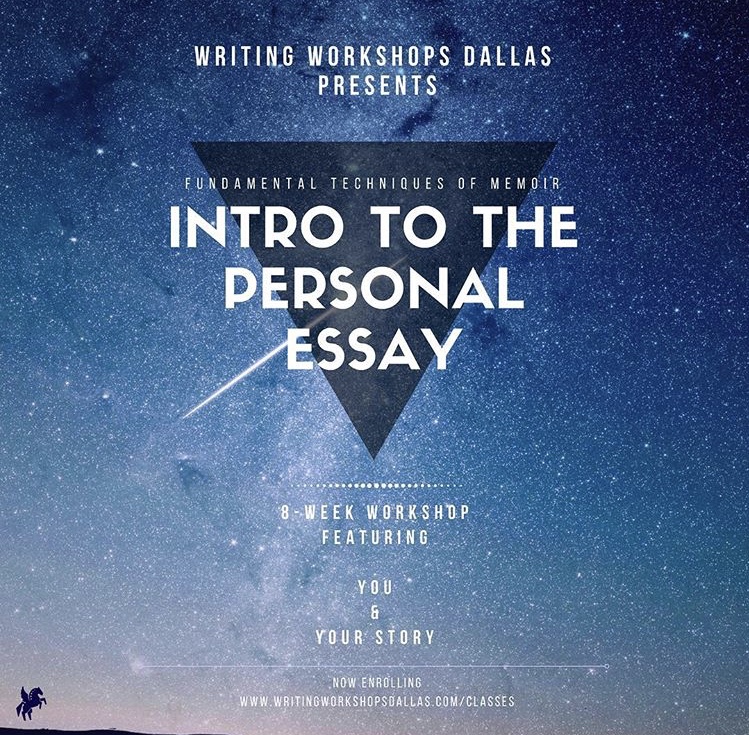 WRITING WORKSHOPS DALLAS
PRESENTS
FUNDAMENTAL TECHNIQUES OF MEMOIR
INTRO TO THE
PERSONAL
ESSAY
8-WEEK WORKSHOP
FEATURING
YOU
&
YOUR STORY
NOW ENROLLING
WWW.WRITINGWORKSHOPSDALLAS.COM/CLASSES